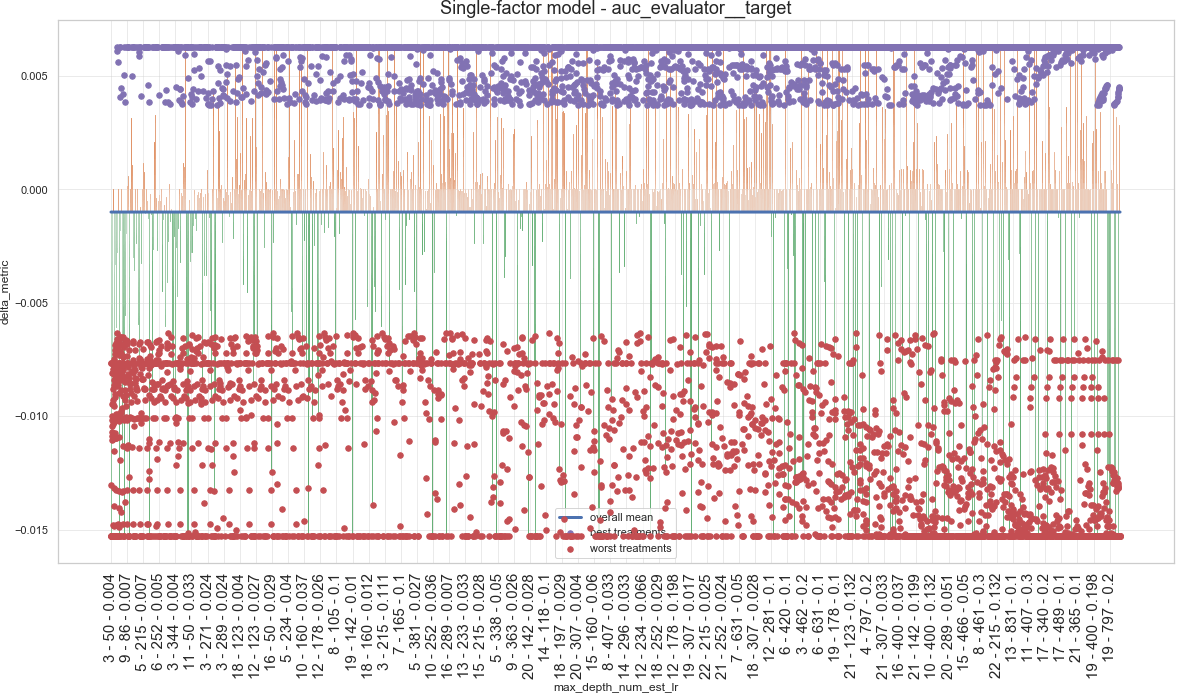 Single-factor model - auc_evaluator__target
delta_metric
0.005
0.000
−0.005
−0.010
−0.015
overall mean
best treatments
worst treatments
3 - 50 - 0.004
9 - 86 - 0.007
5 - 215 - 0.007
6 - 252 - 0.005
3 - 3444 - 0.004
11 - 50 - 0.033
3 - 271 - 0.024
3 - 289 - 0.024
18 - 123 - 0.004
12 - 123 - 0.027
16 - 50 - 0.029
5 - 234 - 0.04
10 - 160 - 0.037
12 - 178 - 0.026
8 - 105 - 0.1
19 - 142 - 0.01
18 - 160 - 0.012
3 - 215 - 0.111
7 - 165 - 0.1
5 - 381 - 0.027
10 - 252 - 0.036
16 - 289 - 0.007
13 - 233 - 0.033
15 - 215 - 0.028
5 - 338 - 0.05
9 - 363 - 0.026
20 - 142 - 0.028
14 - 118 - 0.1
18 - 197 - 0.029
20 - 307 - 0.004
15 - 160 - 0.06
8 - 407 - 0.033
14 - 296 - 0.033
12 - 234 - 0.066
18 - 252 - 0.029
12 - 178 - 0.198
19 - 307 - 0.017
22 - 215 - 0.025
21 - 252 - 0.024
7 - 631 - 0.05
18 - 307 - 0.028
12 - 281 - 0.1
6 - 420 - 0.1
3 - 462 - 0.2
6 - 631 - 0.1
19 - 178 - 0.1
21 - 123 - 0.132
4 - 797 - 0.2
21 - 307 - 0.033
16 - 400 - 0.037
21 - 142 - 0.199
10 - 400 - 0.132
20 - 289 - 0.051
15 - 466 - 0.05
8 - 461 - 0.3
22 - 215 - 0.132
13 - 831 - 0.1
11 - 407 - 0.3
17 - 340 - 0.2
17 - 489 - 0.1
21 - 365 - 0.1
19 - 400 - 0.198
19 - 797 - 0.2
max_depth_num_est_lr